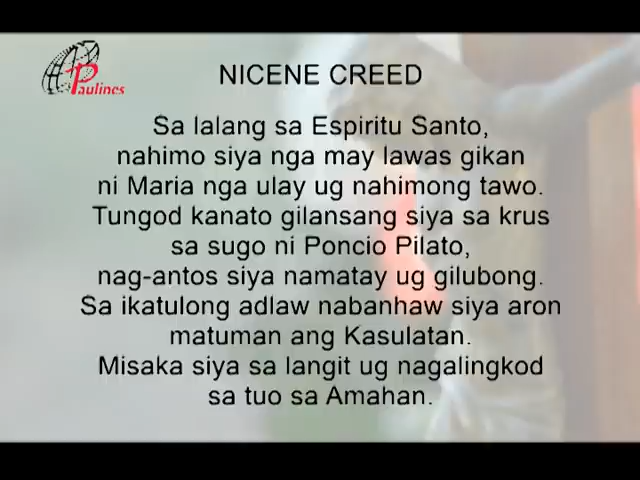 Paulines
NICENE CREED
Sa lalang sa Espiritu Santo,
nahimo siya nga may lawas gikan
ni Maria nga ulay ug nahimong tawo.
Tungod kanato gilansang siya sa krus
sa sugo ni Poncio Pilato,
nag-antos siya namatay ug gilubong.
Sa ikatulong adlaw nabanhaw siya aron
matuman ang Kasulatan.
Misaka siya sa langit ug nagalingkod
sa tuo sa Amahan.